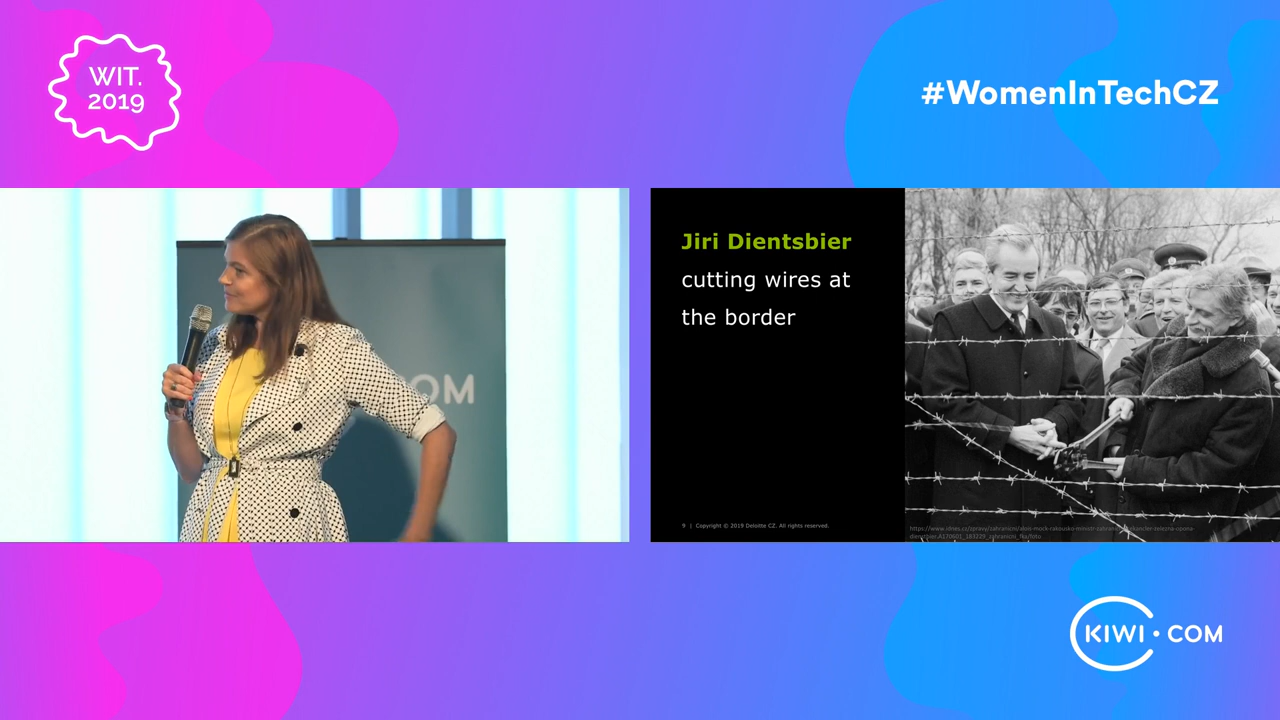 WIT.
2019
#WomenInTechCZ
OM
Jiri Dientsbier
cutting wires at
the border
9 | Copyright © 2019 Deloitte CZ. All rights reserved.
KIWI.COM